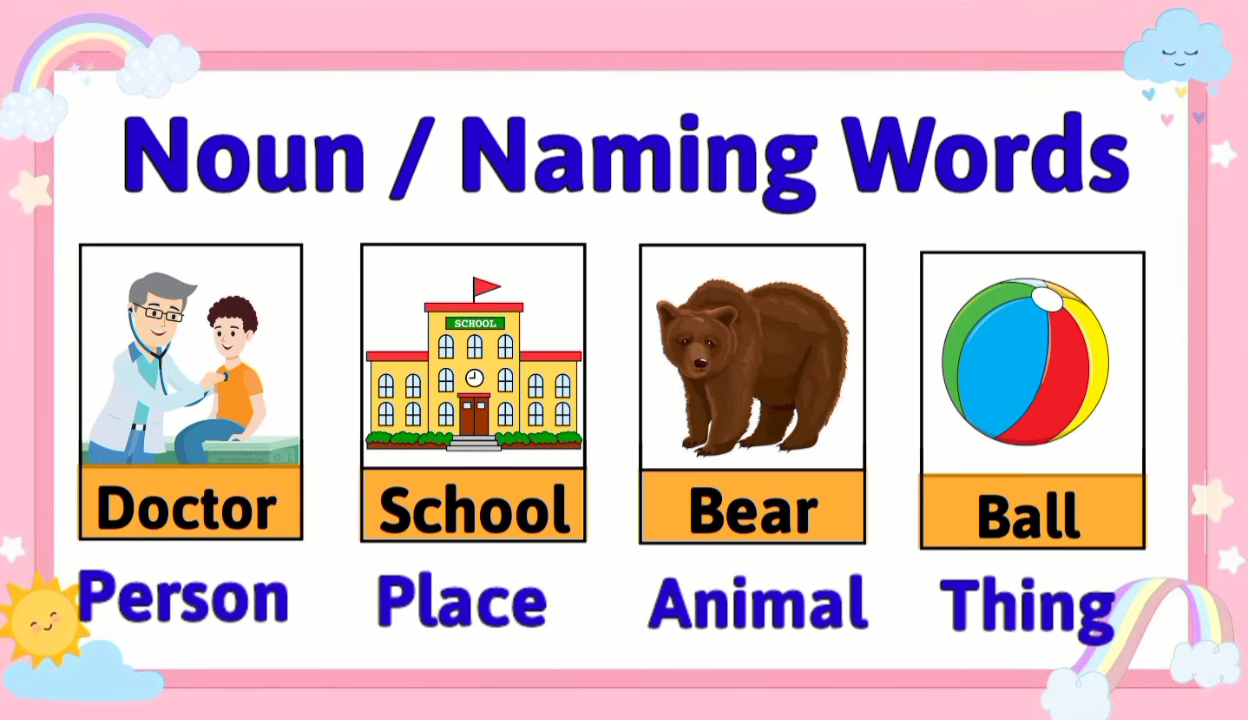 Noun / Naming Words
SCHOOL
Doctor
School
Bear
Ball
Person
Place
Animal
Thing